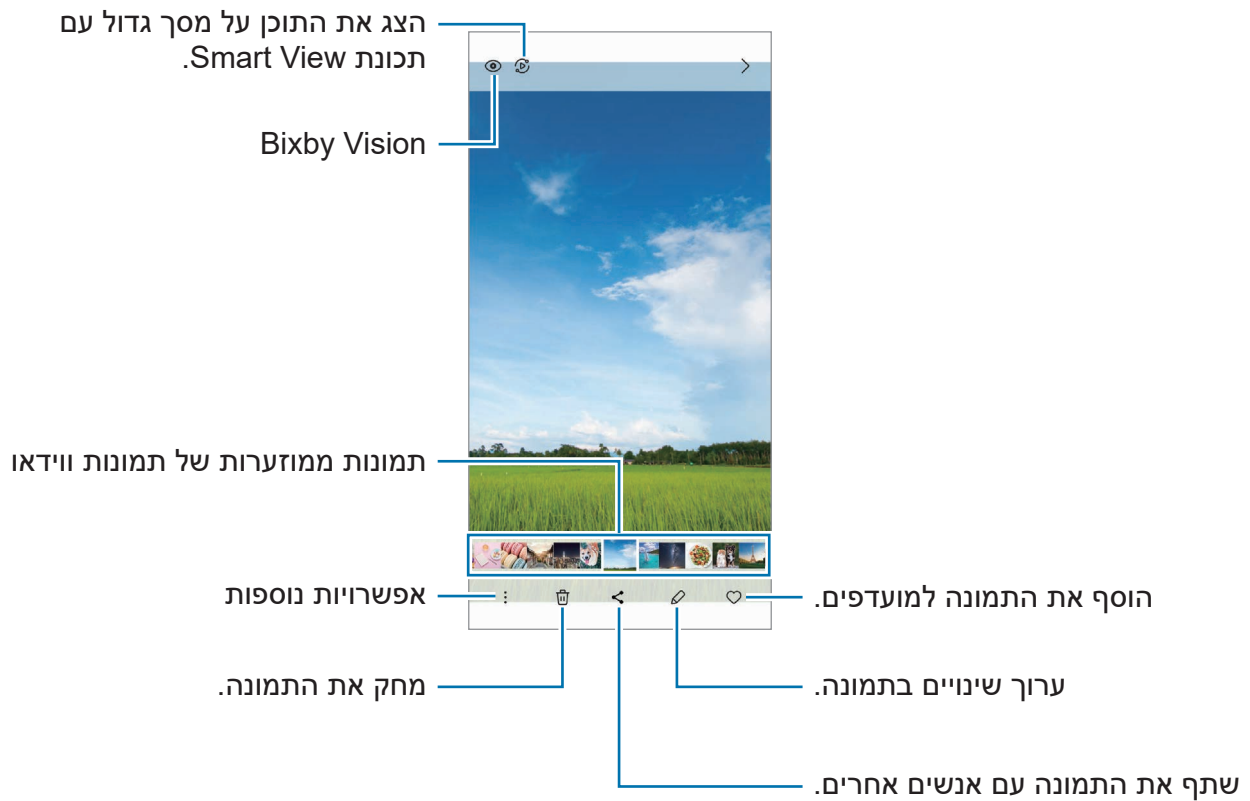 הצג את התוכן על מסך גדול עם
תכונת Smart View.
Bixby Vision
תמונות ממוזערות של תמונות ווידאו
אפשרויות נוספות
הוסף את התמונה למועדפים.
מחק את התמונה.
ערוך שינויים בתמונה.
שתף את התמונה עם אנשים אחרים.